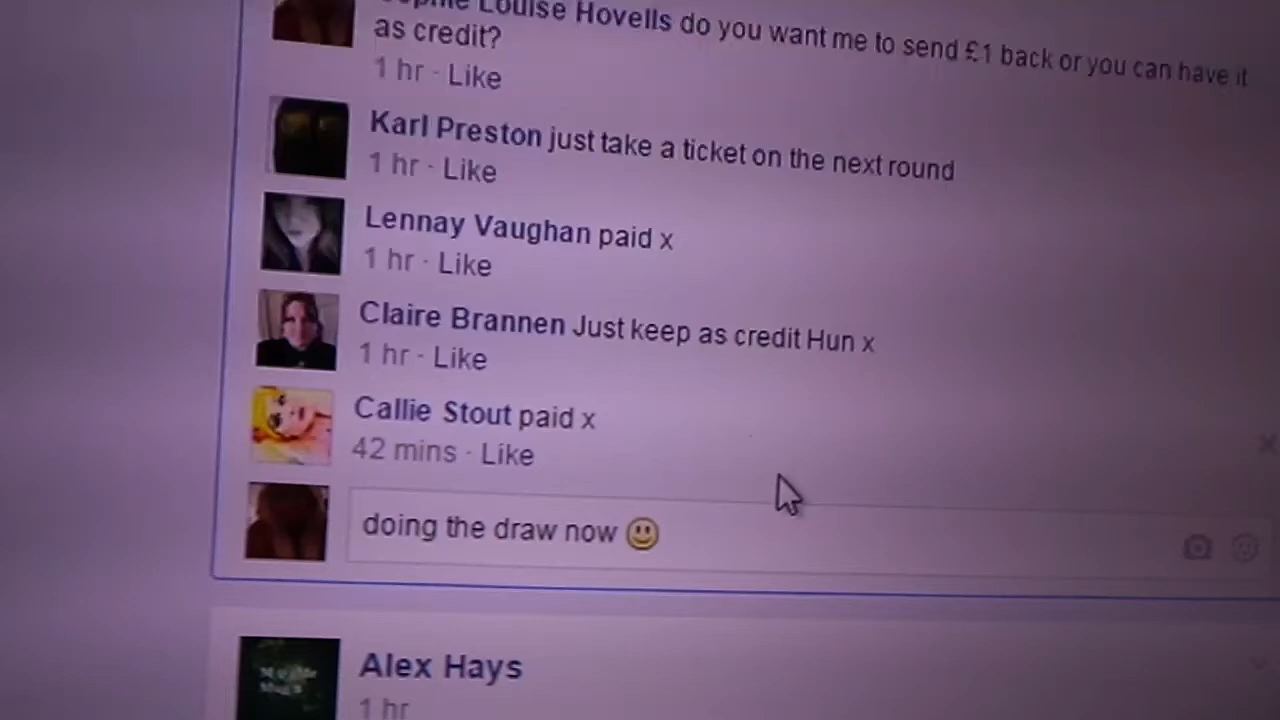 Louise Hovells do you want me to send £1 back or you can have it
as credit?
1 hr · Like
Karl Preston just take a ticket on the next round
1 hr · Like
Lennay Vaughan paid x
1 hr · Like
Claire Brannen Just keep as credit Hun x
1 hr · Like
Callie Stout paid x
42 mins · Like
doing the draw now
Alex Hays
1 hr